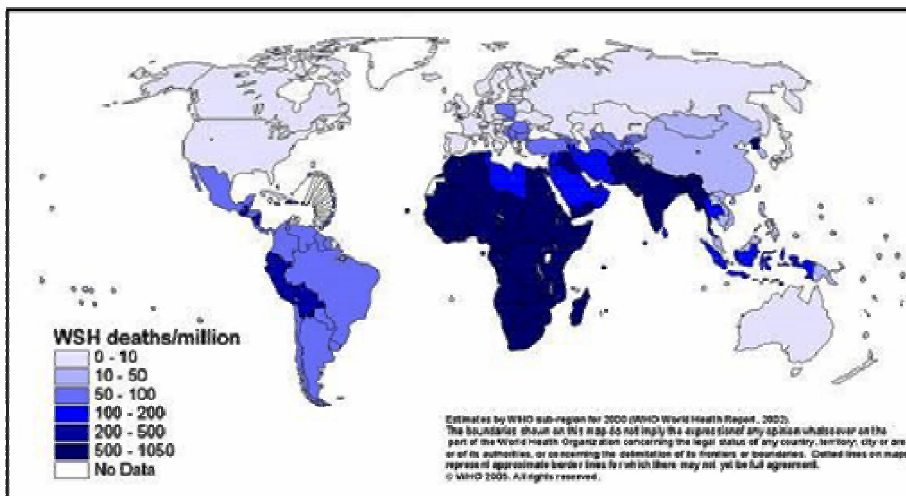 WSH deaths/million
0 - 10
10 - 50
50 - 100
100 - 200
200 - 500
500 - 1050
No Data
Estimates by WHO sub-region for 2000 (WHO World Health Report, 2002).
The boundaries shown on this map do not imply the expression of any opinion whatsoever on the
part of the World Health Organization concerning the legal status of any country, territory, city or are
or of its authorities, or concerning the delimitation of its frontiers or boundaries. Dotted lines on maps
represent approximate border lines for which there may not yet be full agreement.
© WHO 2005. All rights reserved.